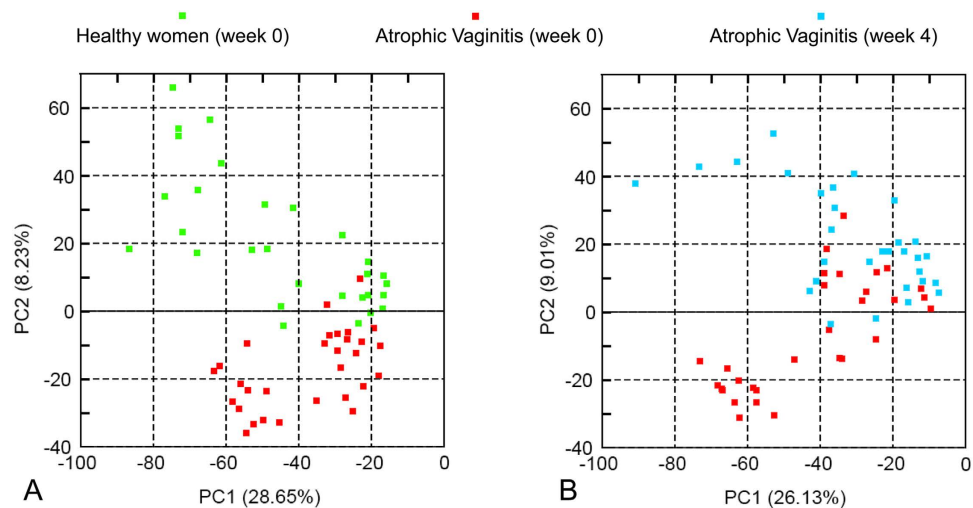 Healthy women (week 0) Atrophic Vaginitis (week 0) Atrophic Vaginitis (week 4)
60
40
20
0
-20
-40
PC2 (8.23%)
-100 -80 -60 -40 -20 0
PC1 (28.65%)
A
60
40
20
0
-20
-40
PC2 (9.01%)
-100 -80 -60 -40 -20 0
PC1 (26.13%)
B